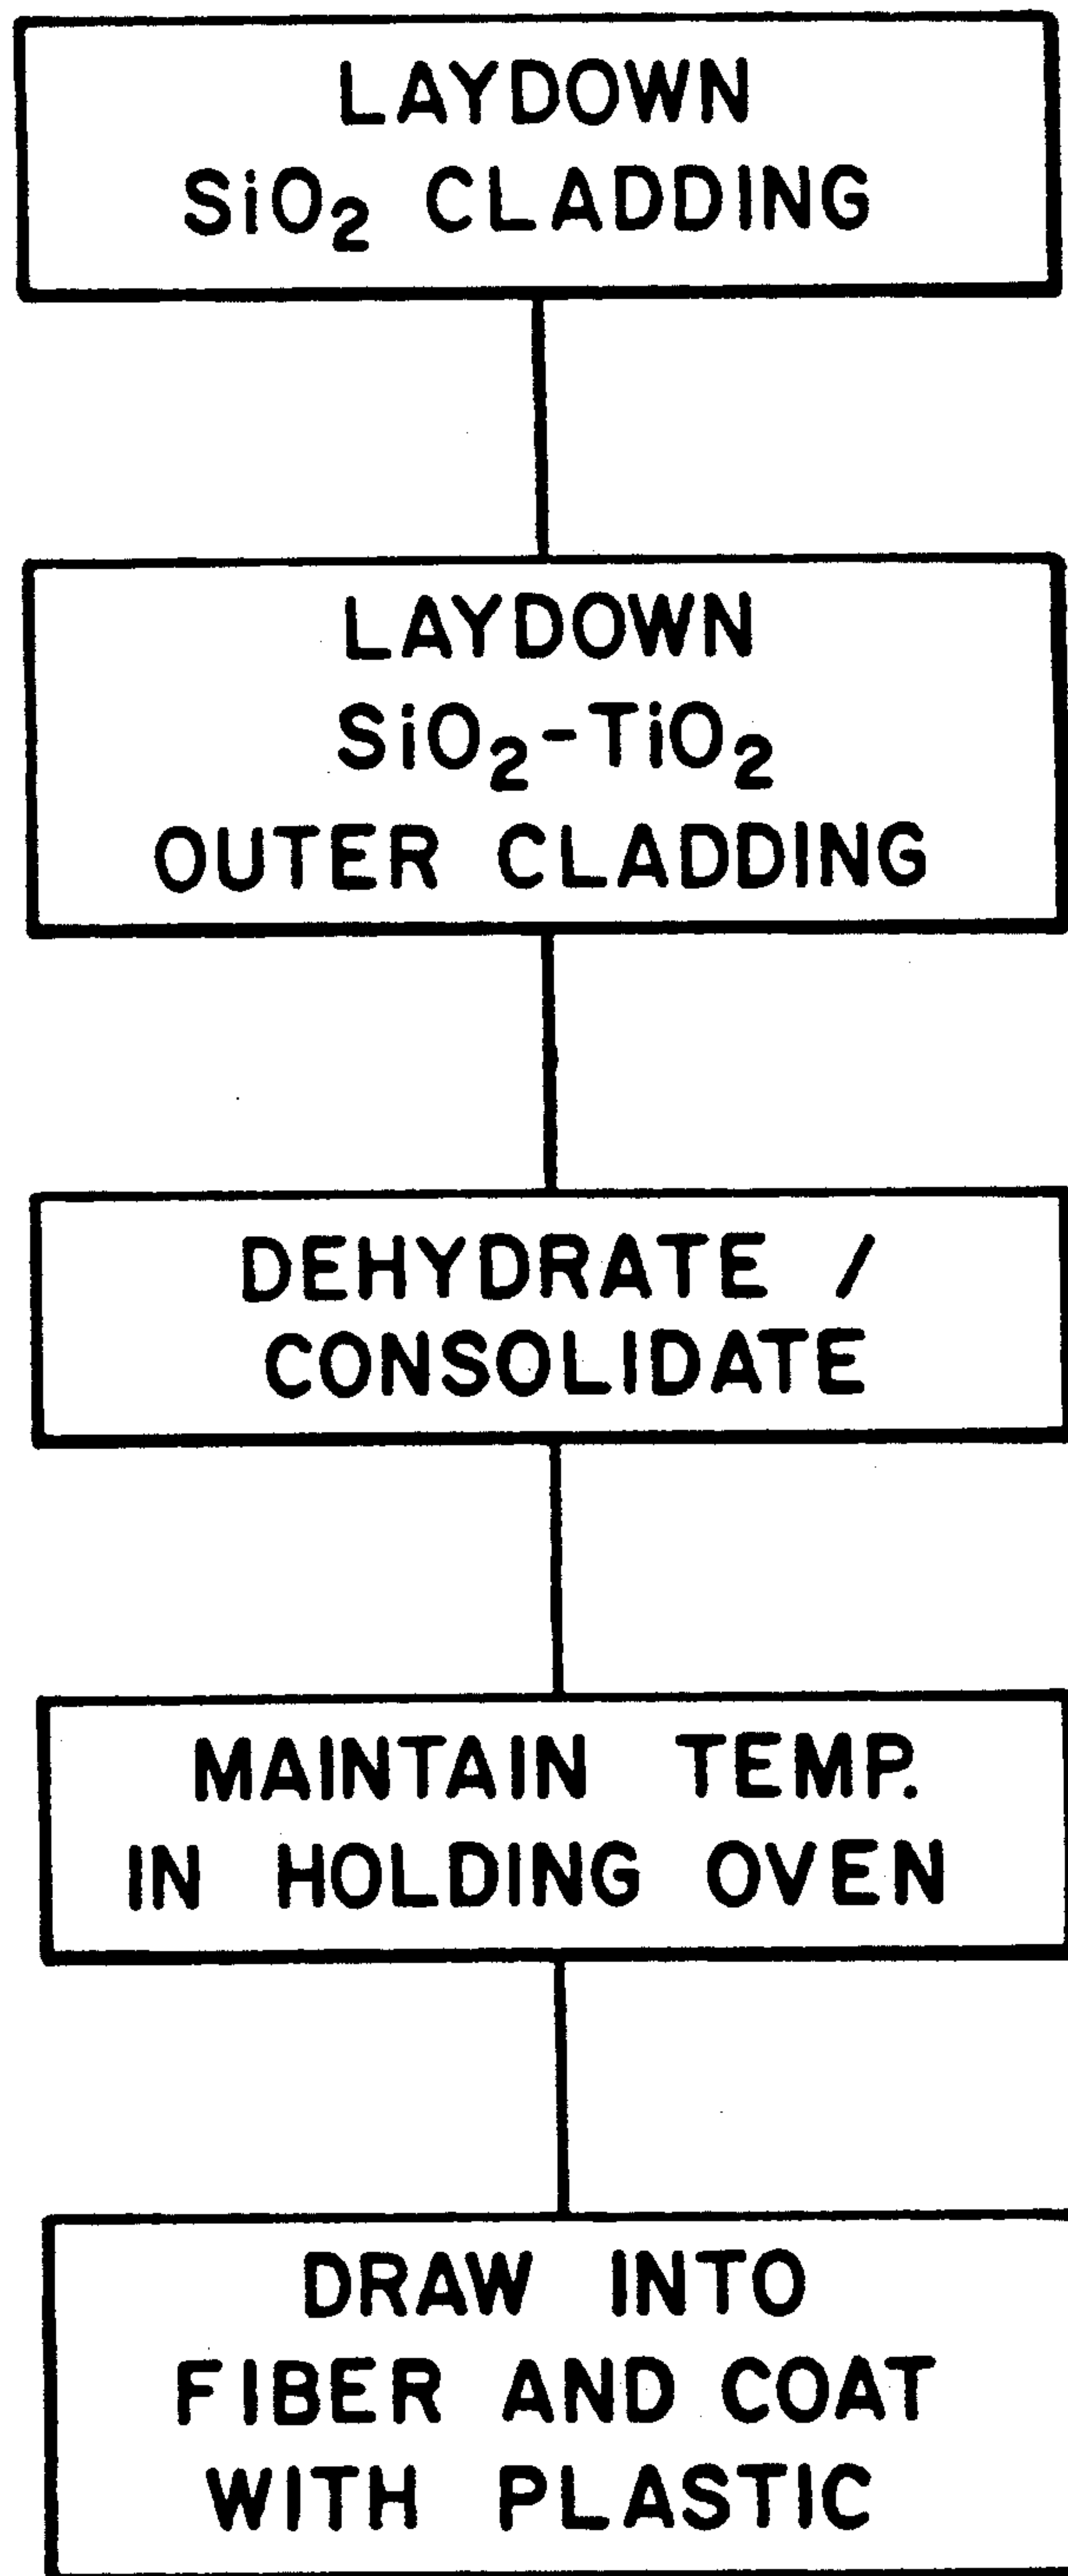 LAYDOWN
SiO₂ CLADDING
LAYDOWN
SiO₂-TiO₂
OUTER CLADDING
DEHYDRATE /
CONSOLIDATE
MAINTAIN TEMP.
IN HOLDING OVEN
DRAW INTO
FIBER AND COAT
WITH PLASTIC